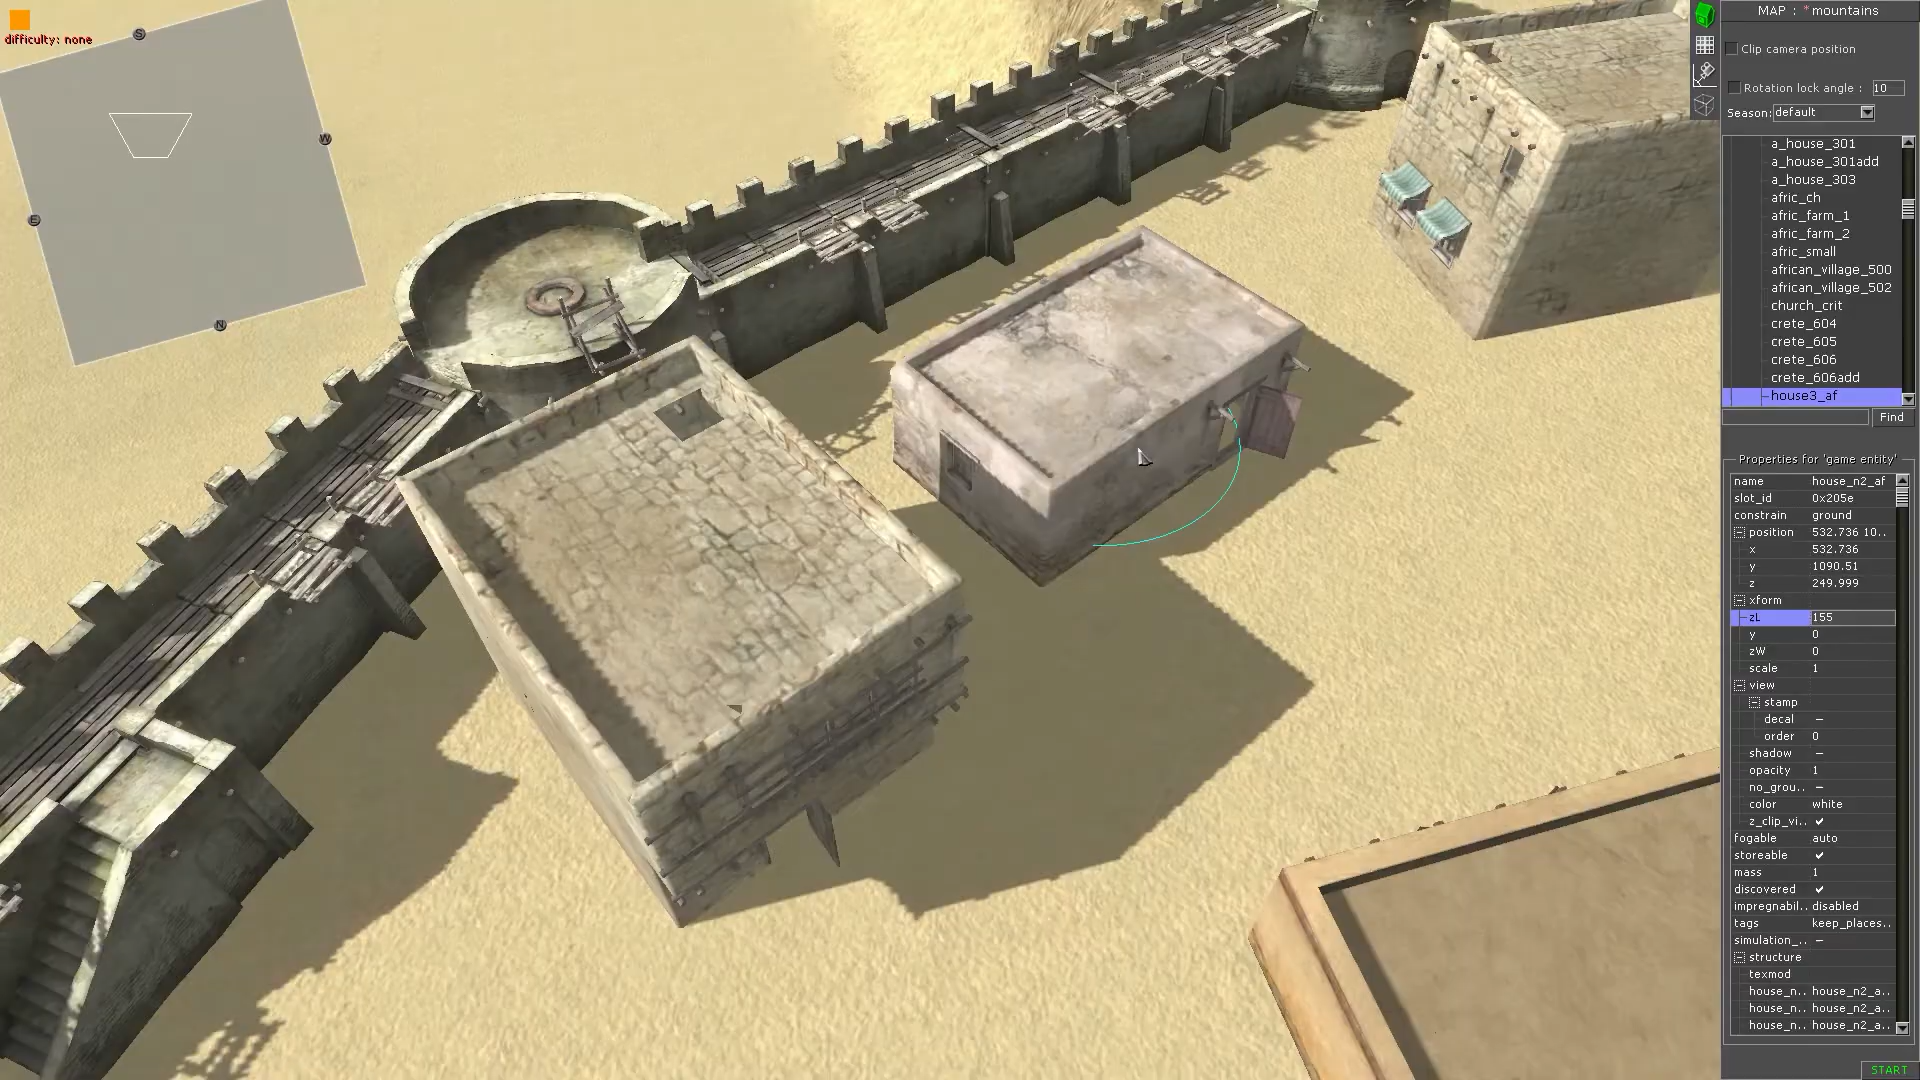 difficulty: none
S
W
E
N
MAP : *mountains
Clip camera position
Rotation lock angle : 10
Season: default
a_house_301
a_house_301add
a_house_303
afric_ch
afric_farm_1
afric_farm_2
afric_small
african_village_500
african_village_502
church_crit
crete_604
crete_605
crete_606
crete_606add
house3_af
Find
Properties for 'game entity'
name house_n2_af
slot_id 0x205e
constrain ground
position 532.736 10..
x 532.736
y 1090.51
z 249.999
xform
zL 155
y 0
zW 0
scale 1
view
stamp
decal —
order 0
shadow —
opacity 1
no_grou.. —
color white
z_clip_vi..
fogable auto
storeable
mass 1
discovered
impregnabil.. disabled
tags keep_places..
simulation_.. —
structure
texmod
house_n.. house_n2_a..
house_n.. house_n2_a..
house_n.. house_n2_a..
START